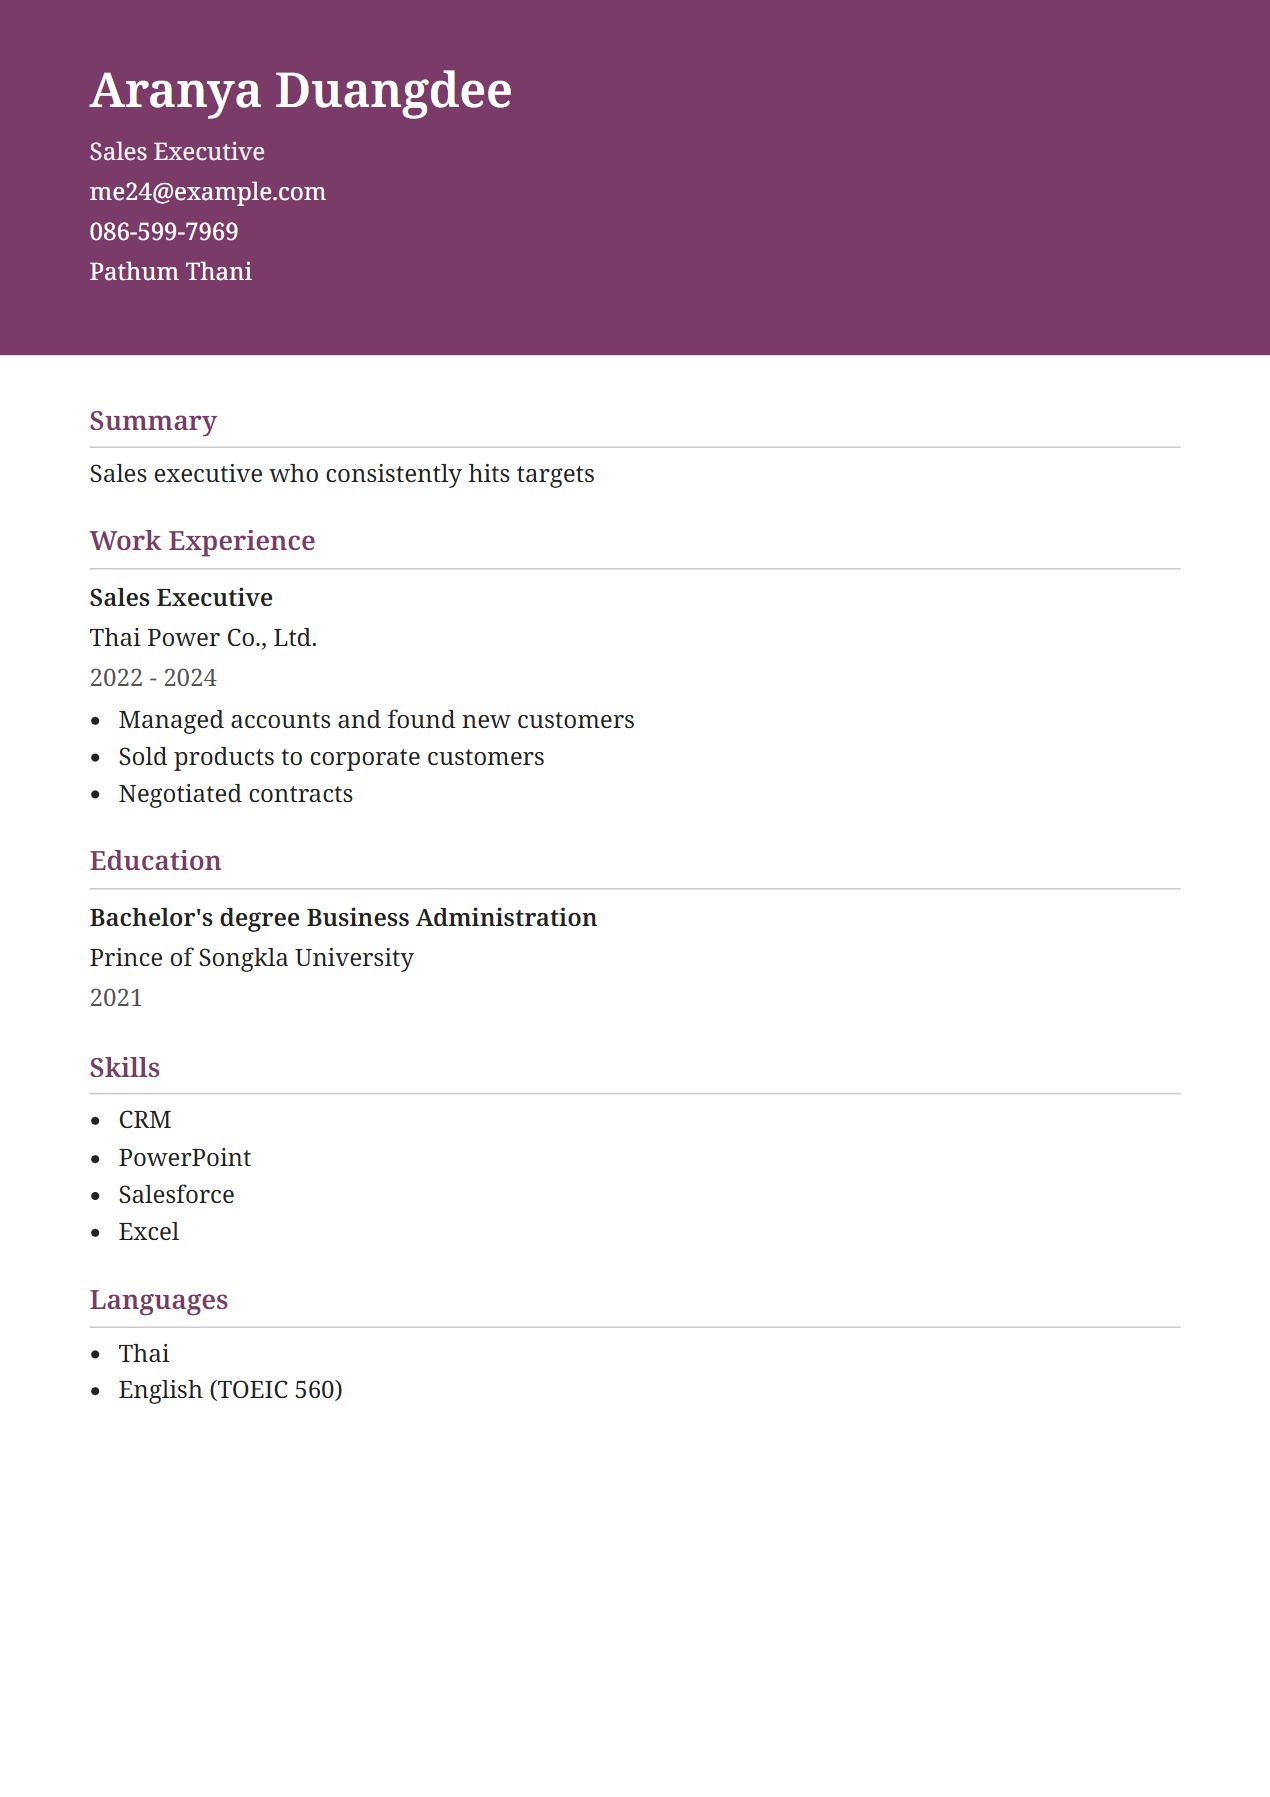 Aranya Duangdee
Sales Executive
me24@example.com
086-599-7969
Pathum Thani
Summary
Sales executive who consistently hits targets
Work Experience
Sales Executive
Thai Power Co., Ltd.
2022 - 2024
• Managed accounts and found new customers
• Sold products to corporate customers
• Negotiated contracts
Education
Bachelor's degree Business Administration
Prince of Songkla University
2021
Skills
• CRM
• PowerPoint
• Salesforce
• Excel
Languages
• Thai
• English (TOEIC 560)